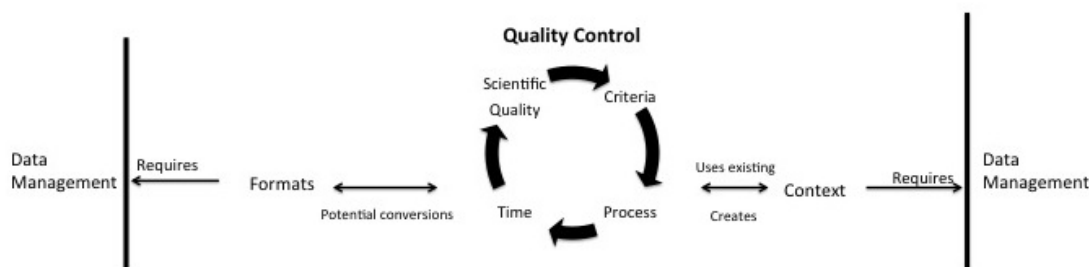 Quality Control
Scientific
Quality
Criteria
Data
Management
Requires
Formats
Potential conversions
Time
Process
Uses existing
Creates
Context
Requires
Data
Management